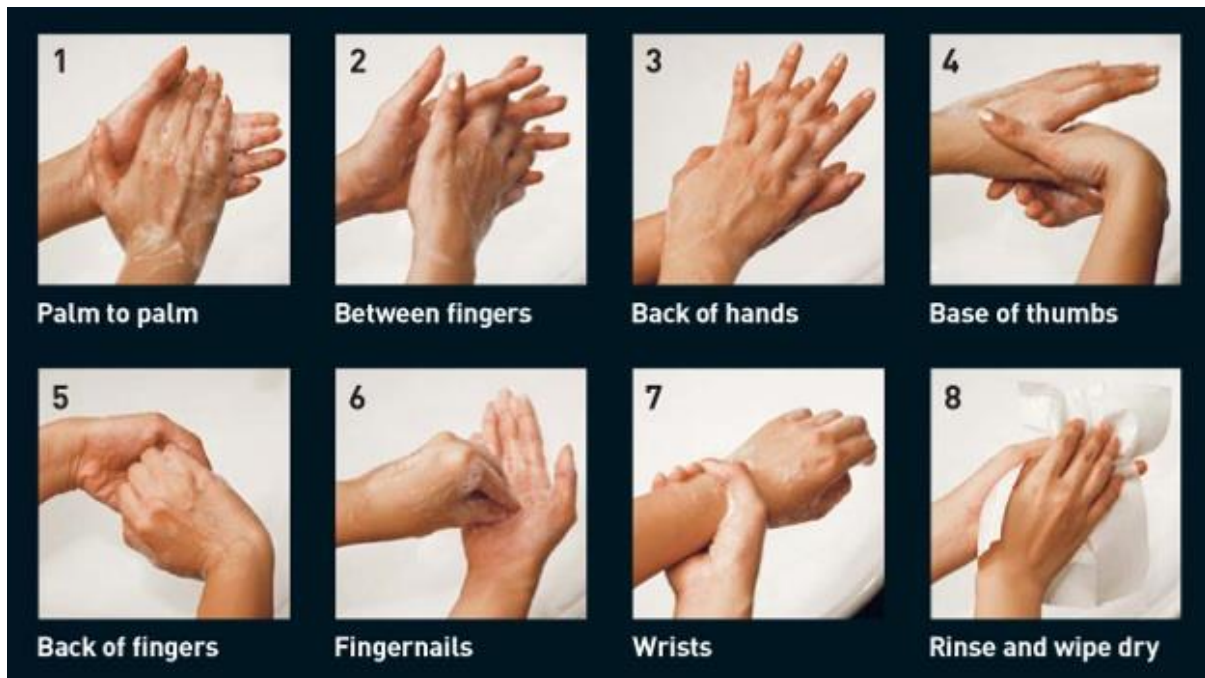 1
2
3
4
Palm to palm
Between fingers
Back of hands
Base of thumbs
5
6
7
8
Back of fingers
Fingernails
Wrists
Rinse and wipe dry